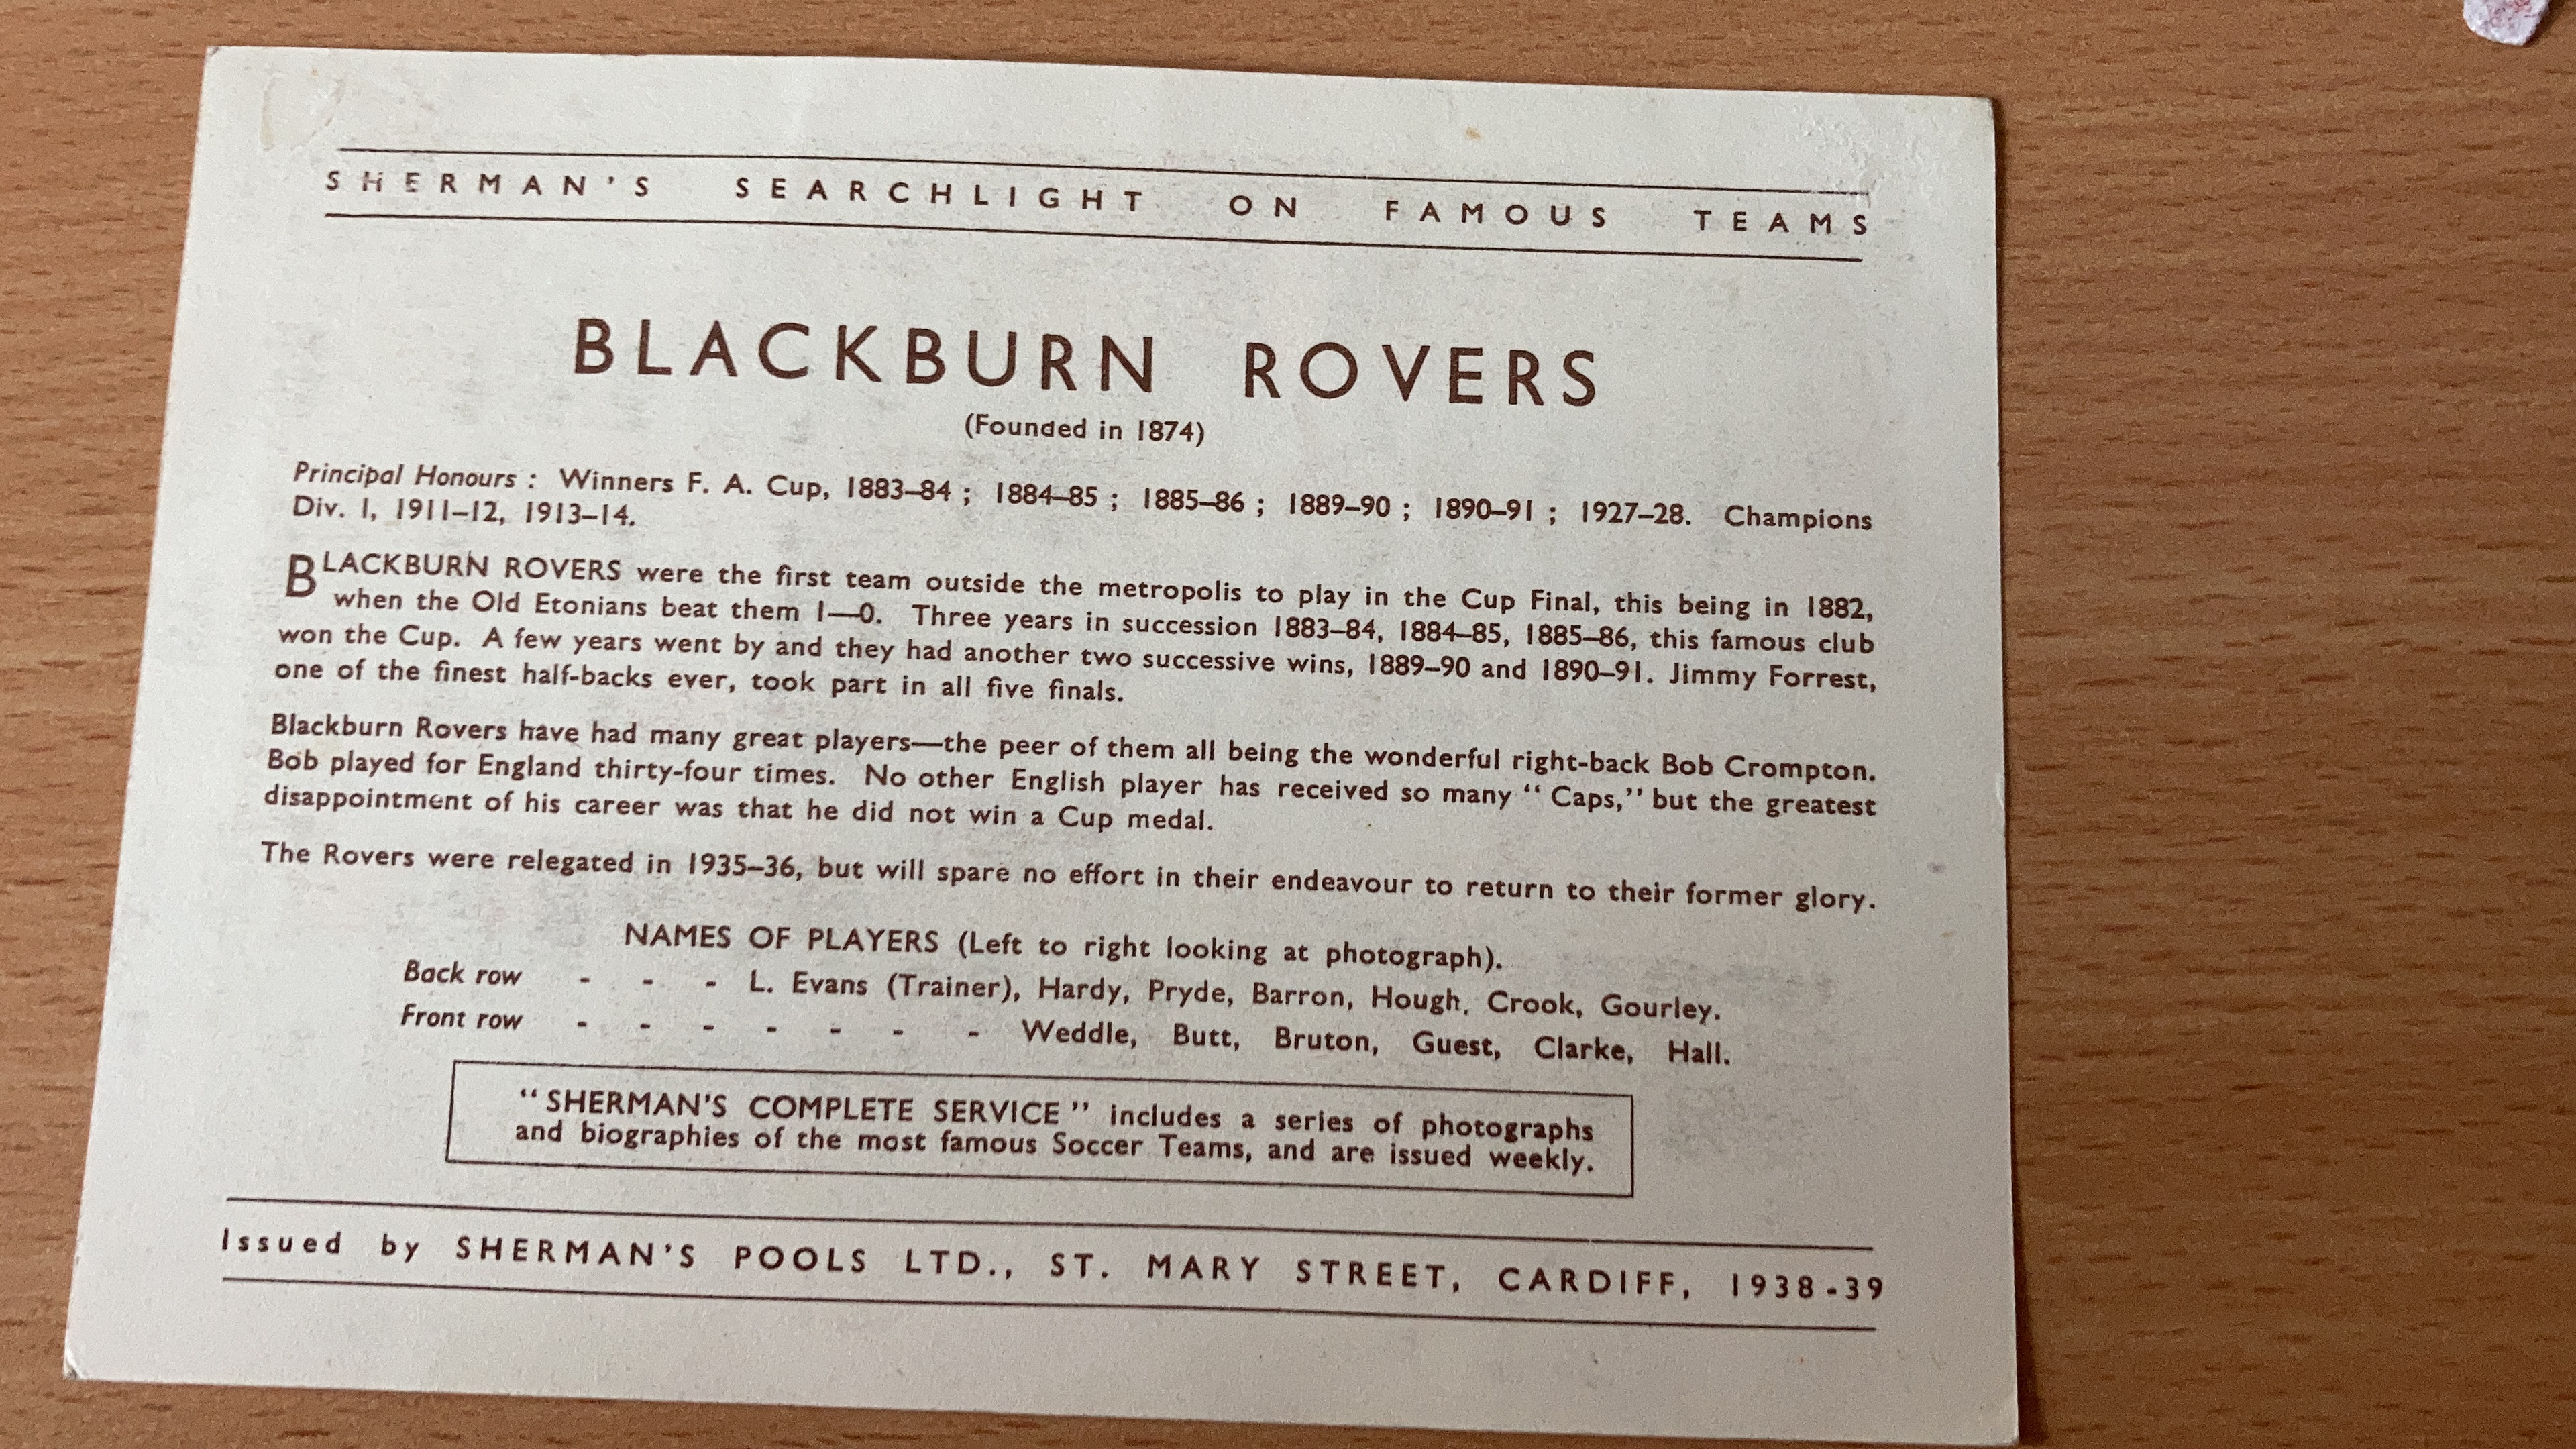 SHERMAN'S SEARCHLIGHT ON FAMOUS TEAMS
BLACKBURN ROVERS
(Founded in 1874)
Principal Honours : Winners F. A. Cup, 1883–84 ; 1884–85 ; 1885–86 ; 1889–90 ; 1890–91 ; 1927–28. Champions
Div. I, 1911–12, 1913–14.
BLACKBURN ROVERS were the first team outside the metropolis to play in the Cup Final, this being in 1882,
when the Old Etonians beat them 1—0. Three years in succession 1883–84, 1884–85, 1885–86, this famous club
won the Cup. A few years went by and they had another two successive wins, 1889–90 and 1890–91. Jimmy Forrest,
one of the finest half-backs ever, took part in all five finals.
Blackburn Rovers have had many great players—the peer of them all being the wonderful right-back Bob Crompton.
Bob played for England thirty-four times. No other English player has received so many “ Caps,” but the greatest
disappointment of his career was that he did not win a Cup medal.
The Rovers were relegated in 1935–36, but will spare no effort in their endeavour to return to their former glory.
NAMES OF PLAYERS (Left to right looking at photograph).
Back row - - - L. Evans (Trainer), Hardy, Pryde, Barron, Hough, Crook, Gourley.
Front row - - - - - - - Weddle, Butt, Bruton, Guest, Clarke, Hall.
“ SHERMAN'S COMPLETE SERVICE ” includes a series of photographs
and biographies of the most famous Soccer Teams, and are issued weekly.
Issued by SHERMAN'S POOLS LTD., ST. MARY STREET, CARDIFF, 1938-39